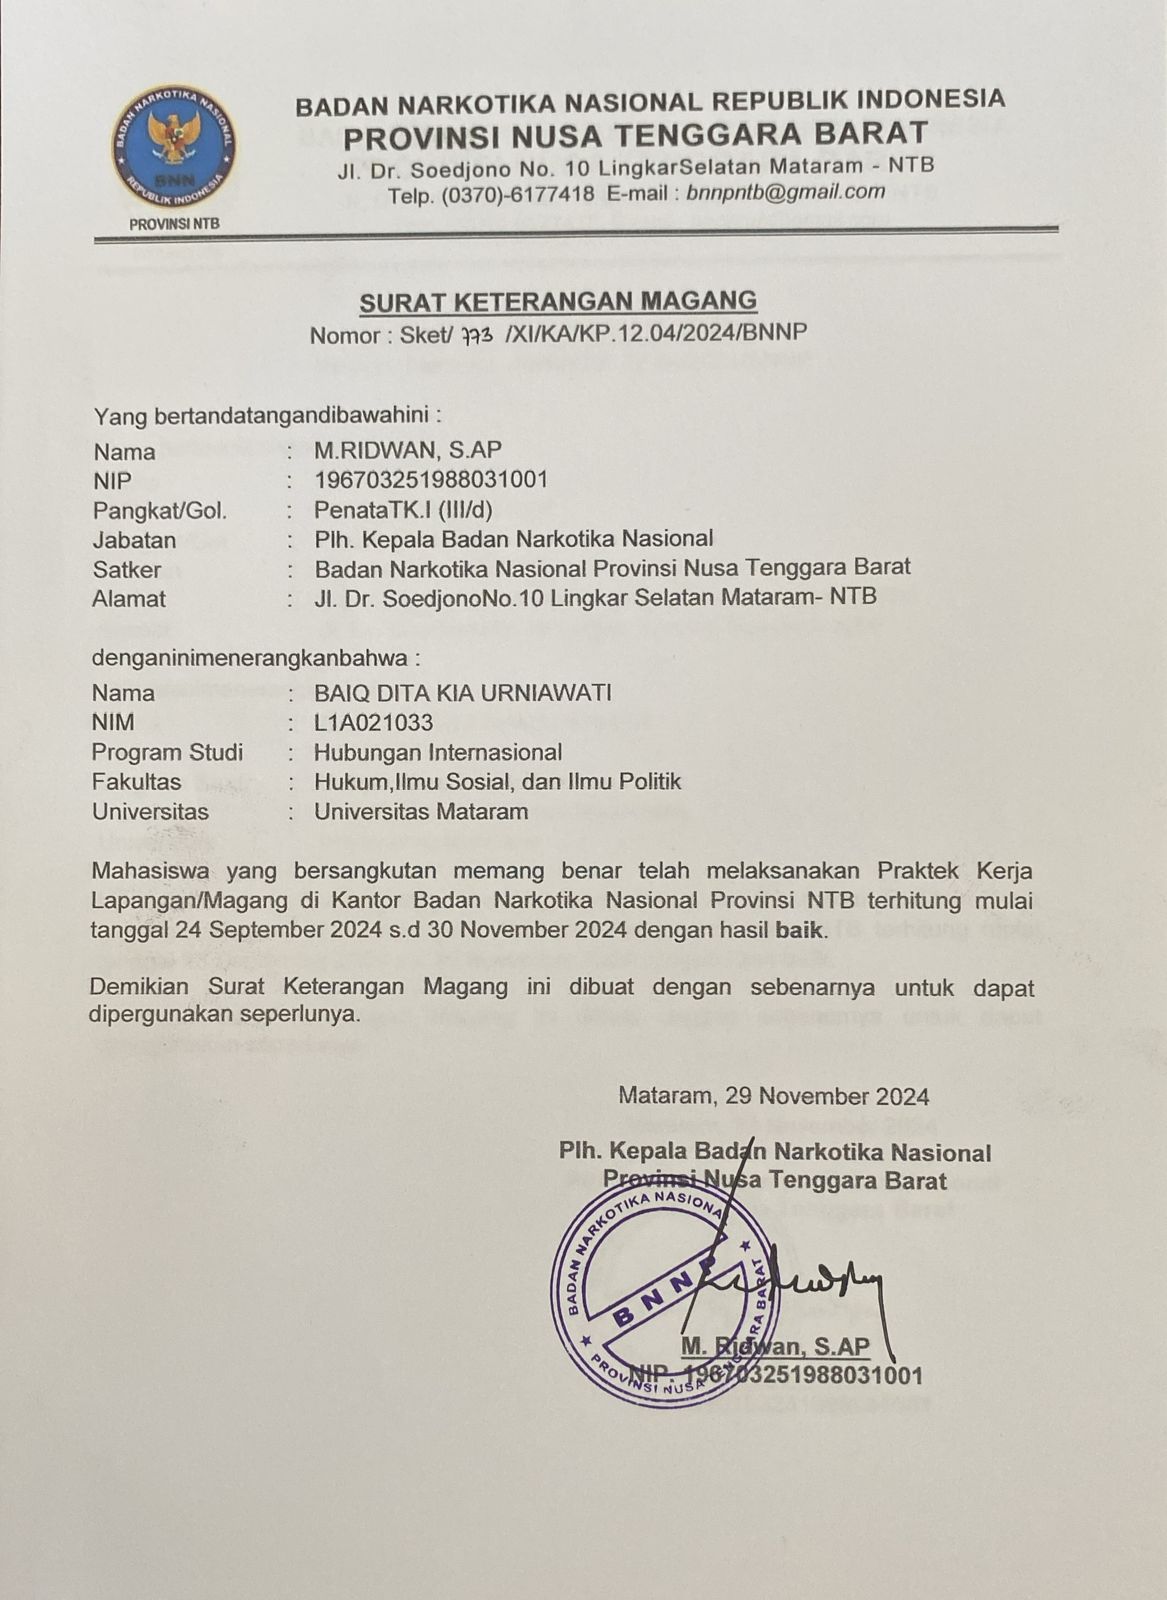 BADAN NARKOTIKA NASIONAL
BNN
REPUBLIK INDONESIA
PROVINSI NTB
BADAN NARKOTIKA NASIONAL REPUBLIK INDONESIA
PROVINSI NUSA TENGGARA BARAT
Jl. Dr. Soedjono No. 10 LingkarSelatan Mataram - NTB
Telp. (0370)-6177418 E-mail : bnnpntb@gmail.com
SURAT KETERANGAN MAGANG
Nomor : Sket/ 773 /XI/KA/KP.12.04/2024/BNNP
Yang bertandatangandibawahini :
Nama : M.RIDWAN, S.AP
NIP : 196703251988031001
Pangkat/Gol. : PenataTK.I (III/d)
Jabatan : Plh. Kepala Badan Narkotika Nasional
Satker : Badan Narkotika Nasional Provinsi Nusa Tenggara Barat
Alamat : Jl. Dr. SoedjonoNo.10 Lingkar Selatan Mataram- NTB
denganinimenerangkanbahwa :
Nama : BAIQ DITA KIA URNIAWATI
NIM : L1A021033
Program Studi : Hubungan Internasional
Fakultas : Hukum,Ilmu Sosial, dan Ilmu Politik
Universitas : Universitas Mataram
Mahasiswa yang bersangkutan memang benar telah melaksanakan Praktek Kerja
Lapangan/Magang di Kantor Badan Narkotika Nasional Provinsi NTB terhitung mulai
tanggal 24 September 2024 s.d 30 November 2024 dengan hasil baik.
Demikian Surat Keterangan Magang ini dibuat dengan sebenarnya untuk dapat
dipergunakan seperlunya.
Mataram, 29 November 2024
Plh. Kepala Badan Narkotika Nasional
Provinsi Nusa Tenggara Barat
BADAN NARKOTIKA NASIONAL
BNNP
PROVINSI NUSA TENGGARA BARAT
M. Ridwan, S.AP
NIP. 196703251988031001